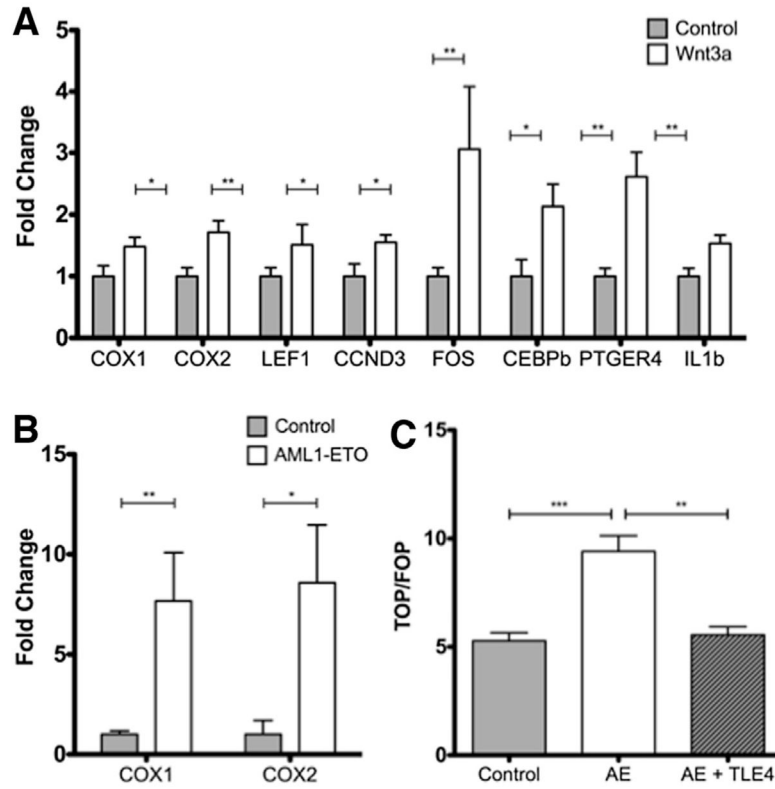 A
5
Control
Wnt3a
**
4
Fold Change
3
* ** **
* ** * *
2
1
0
COX1 COX2 LEF1 CCND3 FOS CEBPb PTGER4 IL1b
B
Control
AML1-ETO
15
** *
Fold Change
10
5
0
COX1 COX2
C
15
*** **
TOP/FOP
10
5
0
Control AE AE + TLE4